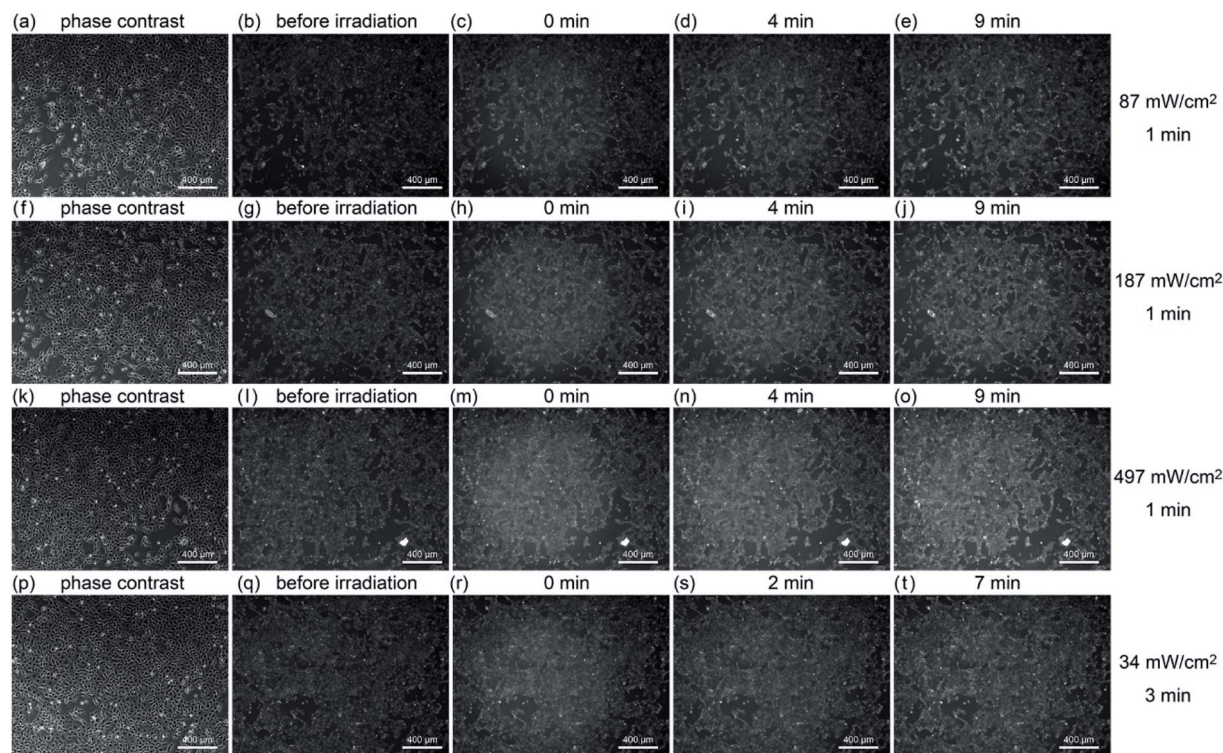 (a) phase contrast (b) before irradiation (c) 0 min (d) 4 min (e) 9 min
400 µm 400 µm 400 µm 400 µm 400 µm
87 mW/cm²
1 min
(f) phase contrast (g) before irradiation (h) 0 min (i) 4 min (j) 9 min
400 µm 400 µm 400 µm 400 µm 400 µm
187 mW/cm²
1 min
(k) phase contrast (l) before irradiation (m) 0 min (n) 4 min (o) 9 min
400 µm 400 µm 400 µm 400 µm 400 µm
497 mW/cm²
1 min
(p) phase contrast (q) before irradiation (r) 0 min (s) 2 min (t) 7 min
400 µm 400 µm 400 µm 400 µm 400 µm
34 mW/cm²
3 min